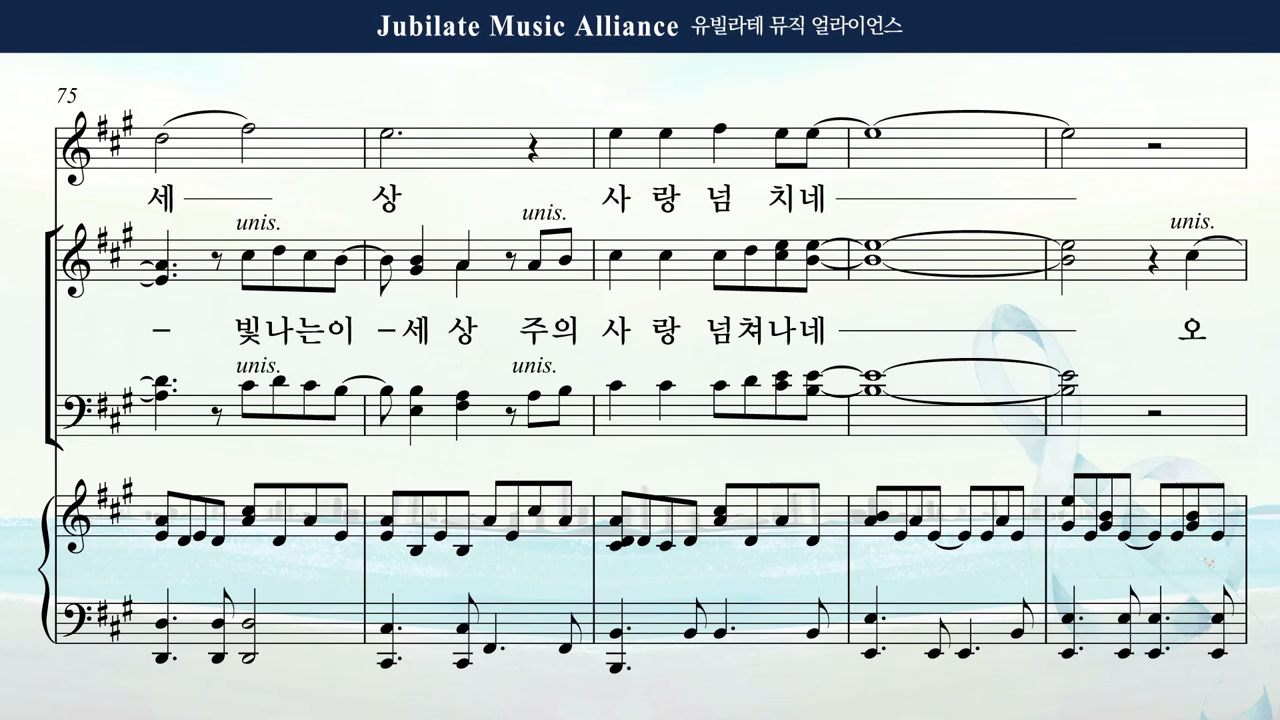 Jubilate Music Alliance 유빌라테 뮤직 얼라이언스
75
세 상 사 랑 넘 치네
unis. unis. unis.
– 빛나는이 –세 상 주의 사 랑 넘쳐나네 오
unis. unis.